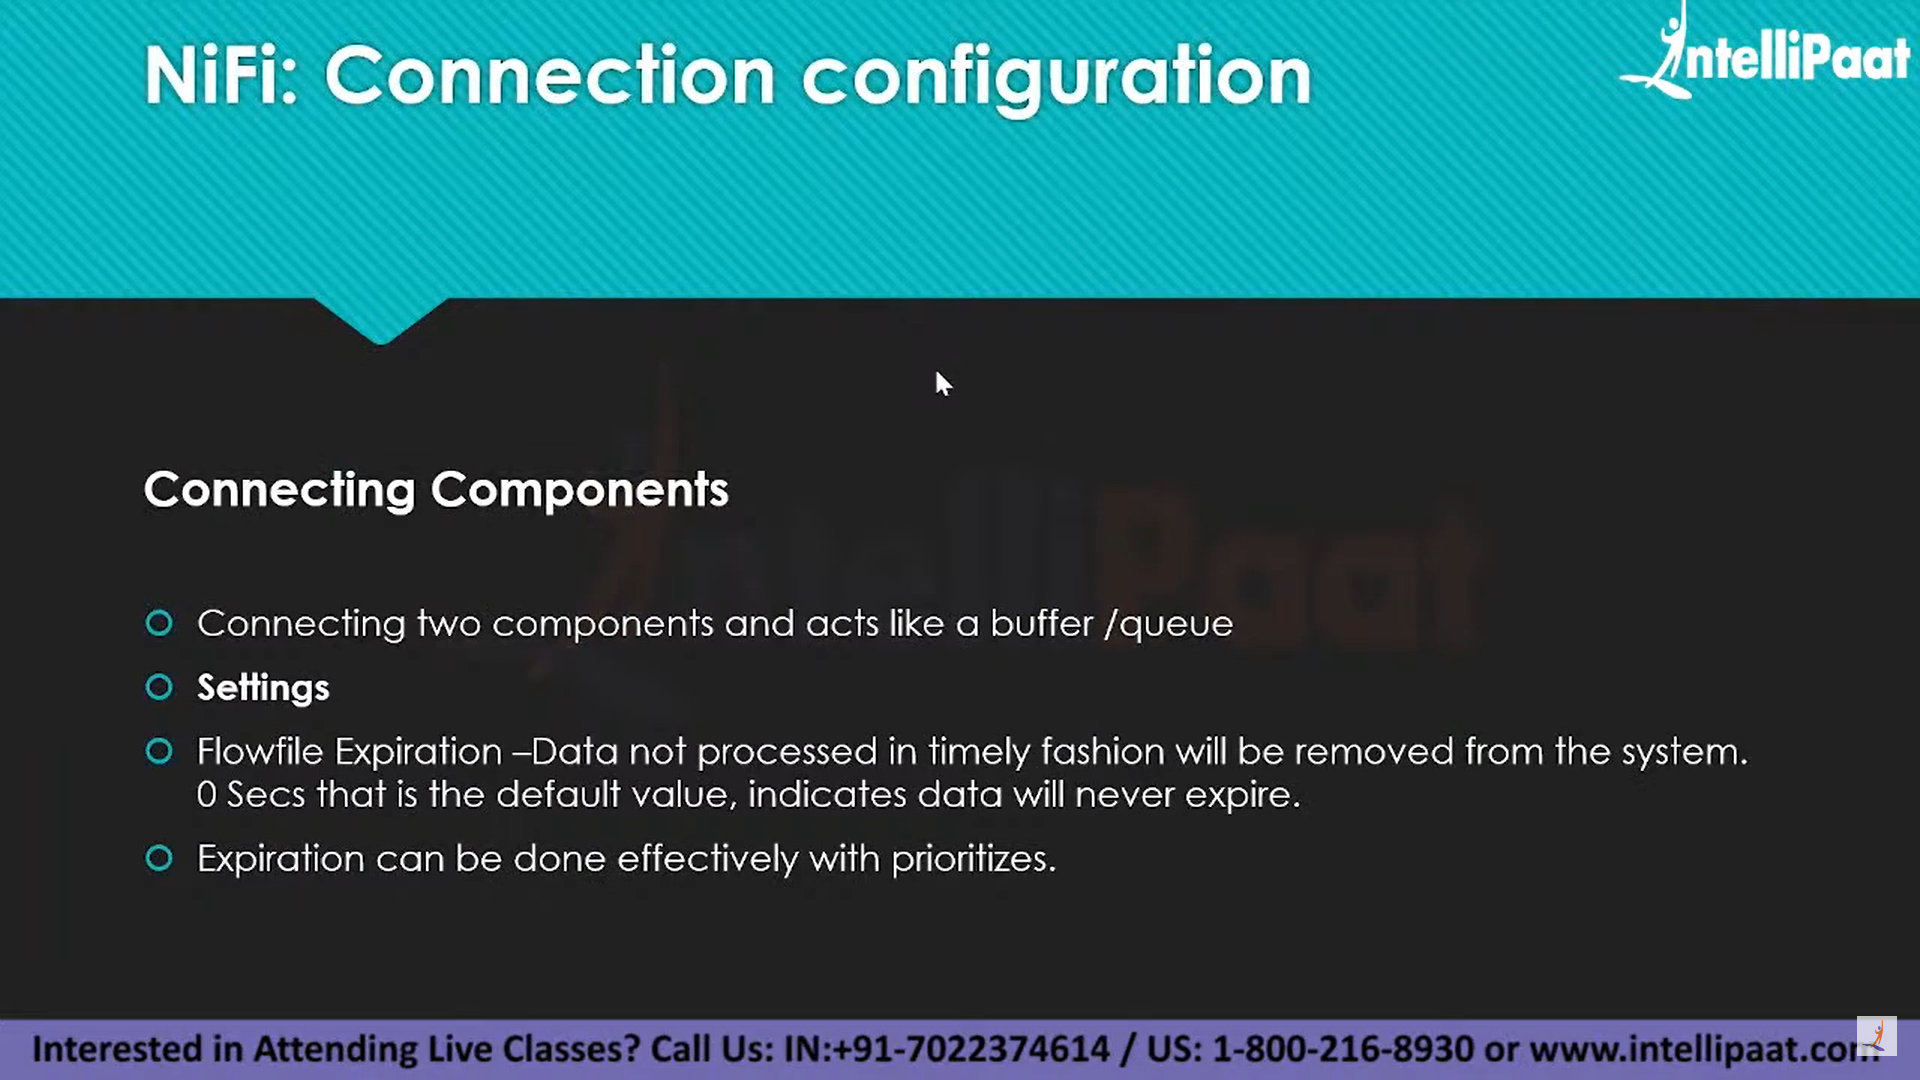 NiFi: Connection configuration
IntelliPaat
Connecting Components
Connecting two components and acts like a buffer /queue
Settings
Flowfile Expiration –Data not processed in timely fashion will be removed from the system.
0 Secs that is the default value, indicates data will never expire.
Expiration can be done effectively with prioritizes.
IntelliPaat
Interested in Attending Live Classes? Call Us: IN:+91-7022374614 / US: 1-800-216-8930 or www.intellipaat.com